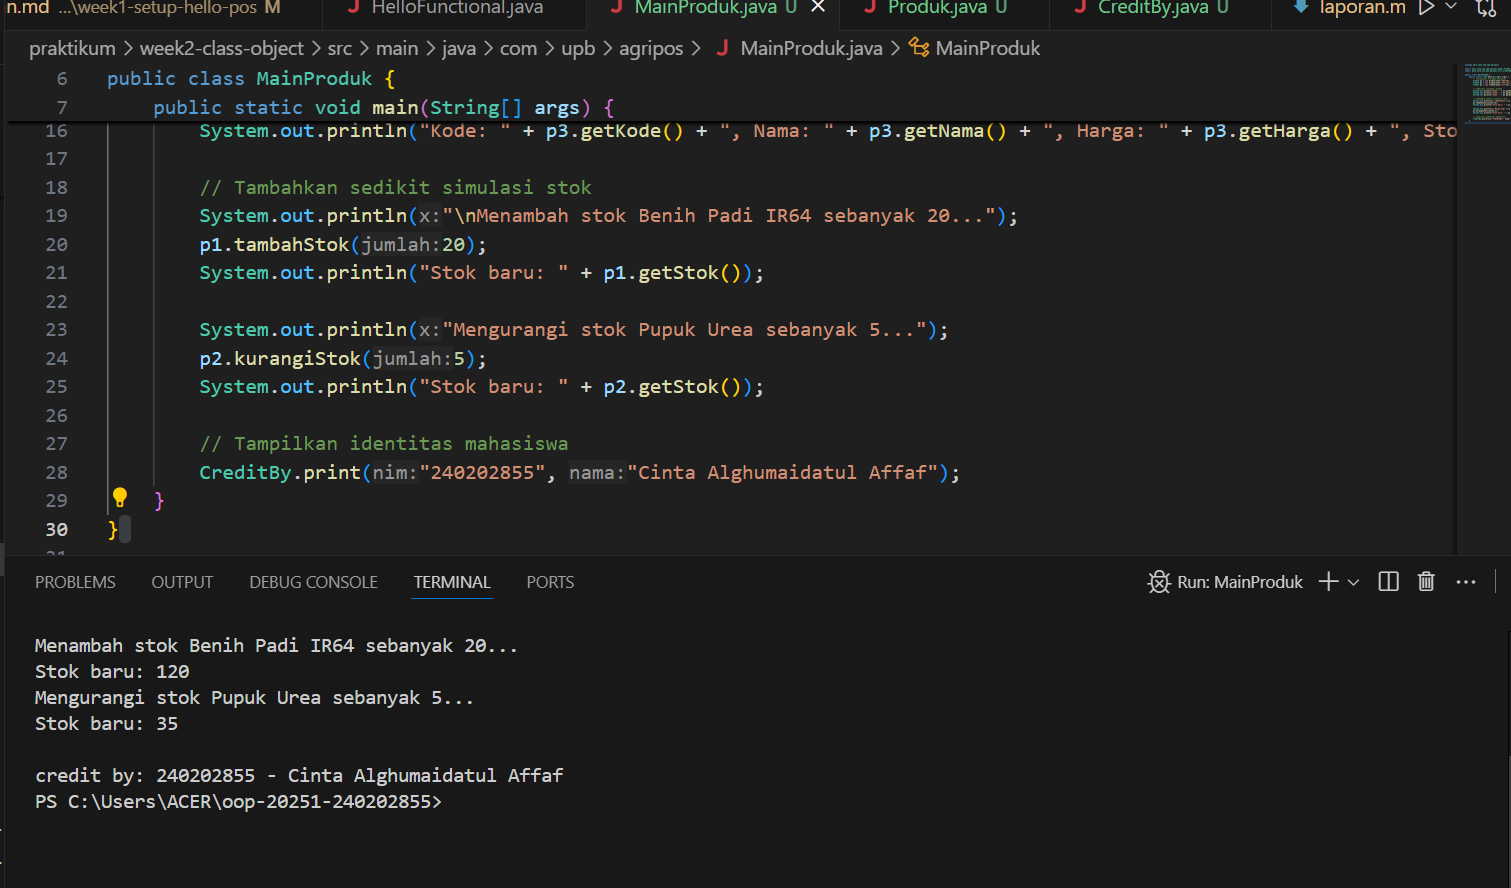 n.md ...\week1-setup-hello-pos M HelloFunctional.java MainProduk.java U Produk.java U CreditBy.java U laporan.m
praktikum > week2-class-object > src > main > java > com > upb > agripos > MainProduk.java > MainProduk
6 public class MainProduk {
7 public static void main(String[] args) {
16 System.out.println("Kode: " + p3.getKode() + ", Nama: " + p3.getNama() + ", Harga: " + p3.getHarga() + ", Sto
17
18 // Tambahkan sedikit simulasi stok
19 System.out.println(x:"\nMenambah stok Benih Padi IR64 sebanyak 20...");
20 p1.tambahStok(jumlah:20);
21 System.out.println("Stok baru: " + p1.getStok());
22
23 System.out.println(x:"Mengurangi stok Pupuk Urea sebanyak 5...");
24 p2.kurangiStok(jumlah:5);
25 System.out.println("Stok baru: " + p2.getStok());
26
27 // Tampilkan identitas mahasiswa
28 CreditBy.print(nim:"240202855", nama:"Cinta Alghumaidatul Affaf");
29 }
30 }
31
PROBLEMS OUTPUT DEBUG CONSOLE TERMINAL PORTS Run: MainProduk
Menambah stok Benih Padi IR64 sebanyak 20...
Stok baru: 120
Mengurangi stok Pupuk Urea sebanyak 5...
Stok baru: 35
credit by: 240202855 - Cinta Alghumaidatul Affaf
PS C:\Users\ACER\oop-20251-240202855>